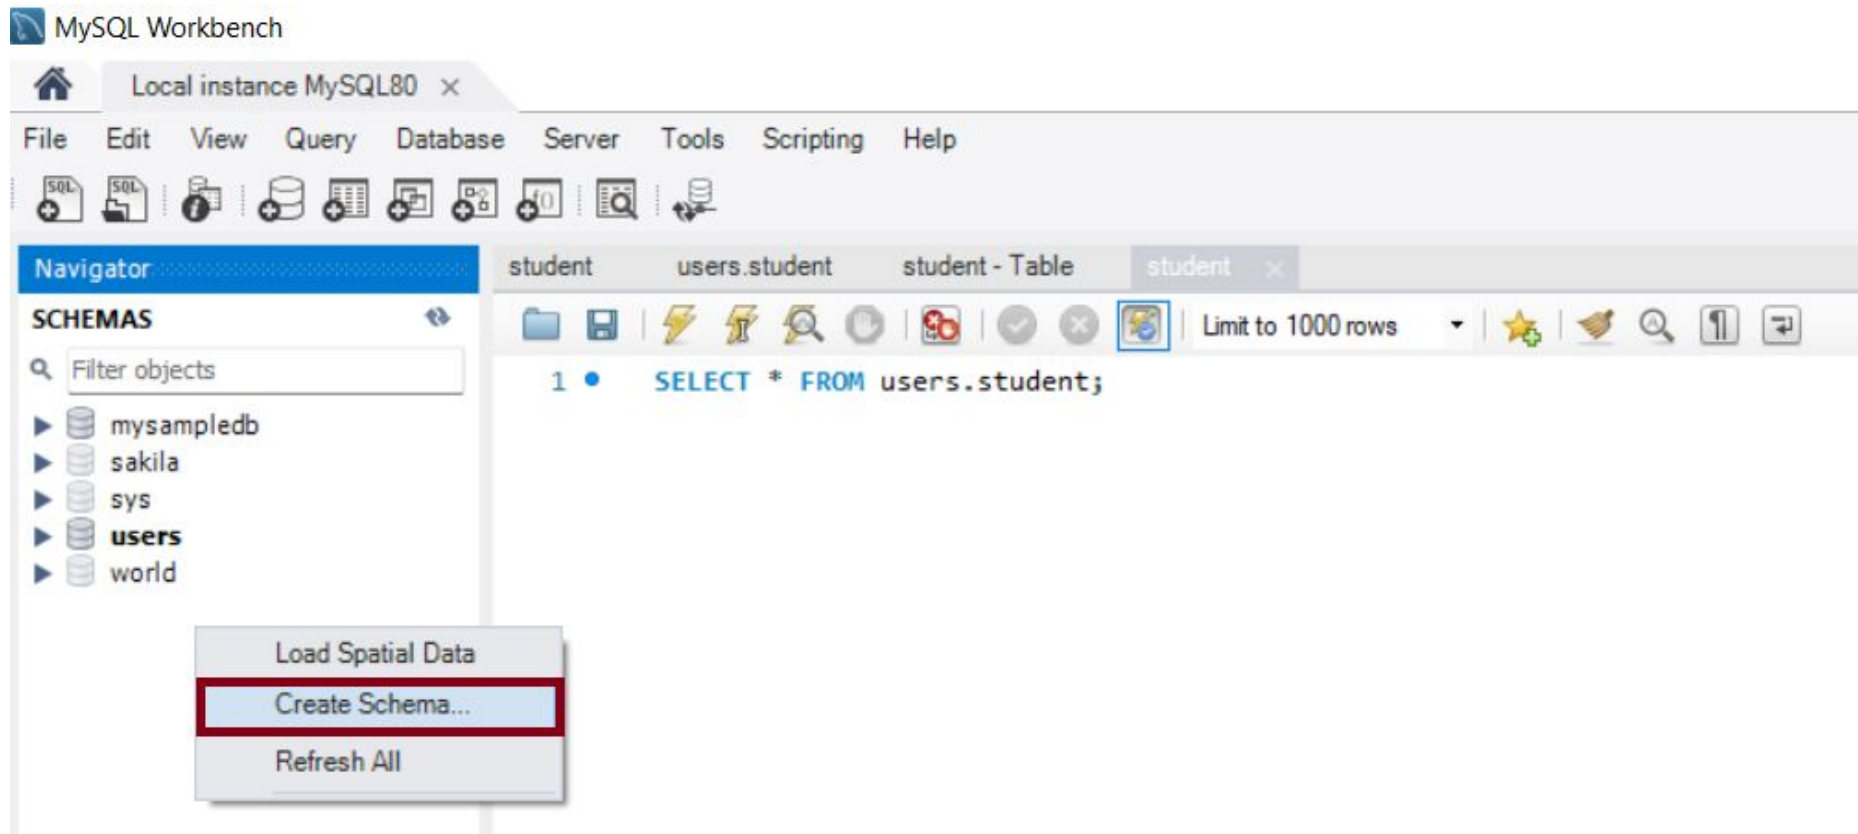 MySQL Workbench
Local instance MySQL80 ×
File Edit View Query Database Server Tools Scripting Help
SQL SQL i f()
Navigator
student users.student student - Table student ×
SCHEMAS
Limit to 1000 rows
Filter objects
1 SELECT * FROM users.student;
mysampledb
sakila
sys
users
world
Load Spatial Data
Create Schema...
Refresh All